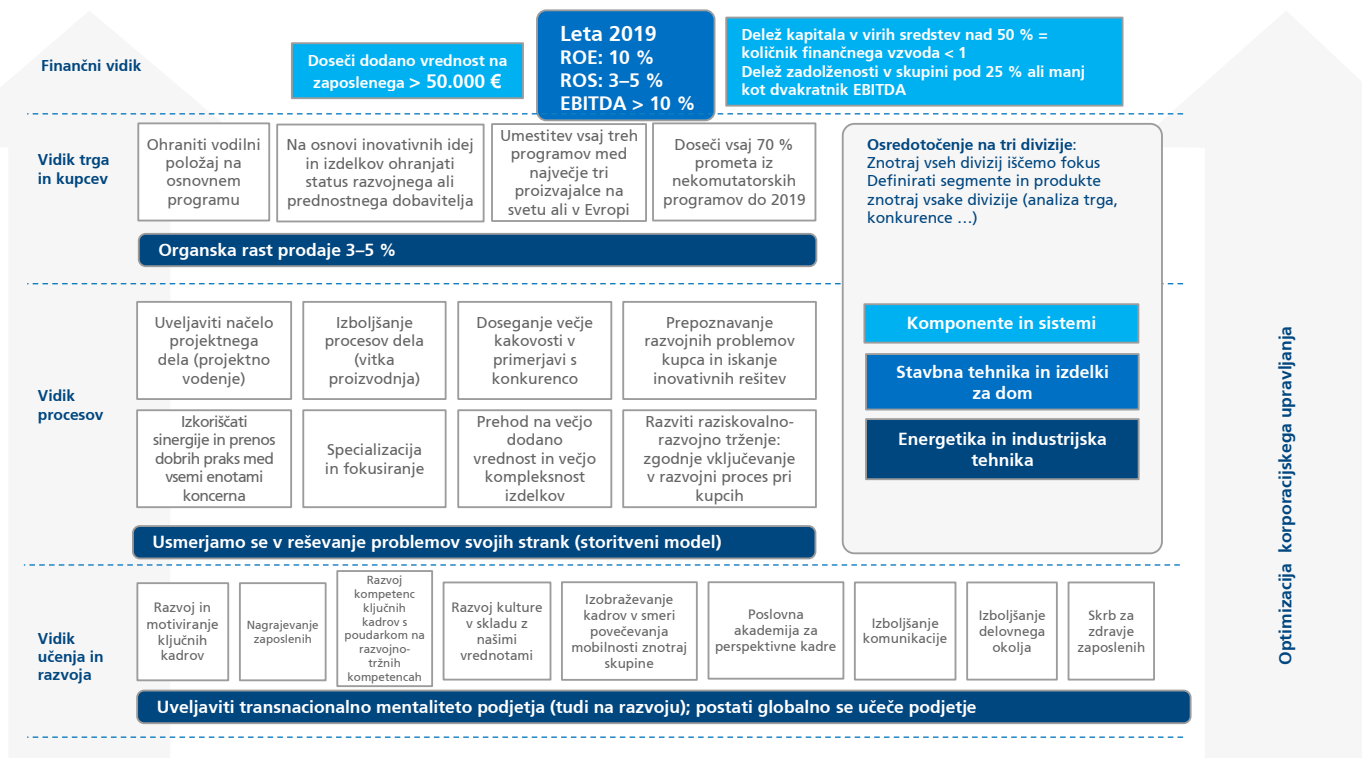 Finančni vidik
Doseči dodano vrednost na
zaposlenega > 50.000 €
Leta 2019
ROE: 10 %
ROS: 3–5 %
EBITDA > 10 %
Delež kapitala v virih sredstev nad 50 % =
količnik finančnega vzvoda < 1
Delež zadolženosti v skupini pod 25 % ali manj
kot dvakratnik EBITDA
Vidik trga
in kupcev
Ohraniti vodilni
položaj na
osnovnem
programu
Na osnovi inovativnih idej
in izdelkov ohranjati
status razvojnega ali
prednostnega dobavitelja
Umestitev vsaj treh
programov med
največje tri
proizvajalce na
svetu ali v Evropi
Doseči vsaj 70 %
prometa iz
nekomutatorskih
programov do 2019
Organska rast prodaje 3–5 %
Osredotočenje na tri divizije:
Znotraj vseh divizij iščemo fokus
Definirati segmente in produkte
znotraj vsake divizije (analiza trga,
konkurence …)
Komponente in sistemi
Stavbna tehnika in izdelki
za dom
Energetika in industrijska
tehnika
Vidik
procesov
Uveljaviti načelo
projektnega
dela (projektno
vodenje)
Izboljšanje
procesov dela
(vitka
proizvodnja)
Doseganje večje
kakovosti v
primerjavi s
konkurenco
Prepoznavanje
razvojnih problemov
kupca in iskanje
inovativnih rešitev
Izkoriščati
sinergije in prenos
dobrih praks med
vsemi enotami
koncerna
Specializacija
in fokusiranje
Prehod na večjo
dodano
vrednost in večjo
kompleksnost
izdelkov
Razviti raziskovalno-
razvojno trženje:
zgodnje vključevanje
v razvojni proces pri
kupcih
Usmerjamo se v reševanje problemov svojih strank (storitveni model)
Vidik
učenja in
razvoja
Razvoj in
motiviranje
ključnih
kadrov
Nagrajevanje
zaposlenih
Razvoj
kompetenc
ključnih
kadrov s
poudarkom na
razvojno-
tržnih
kompetencah
Razvoj kulture
v skladu z
našimi
vrednotami
Izobraževanje
kadrov v smeri
povečevanja
mobilnosti znotraj
skupine
Poslovna
akademija za
perspektivne kadre
Izboljšanje
komunikacije
Izboljšanje
delovnega
okolja
Skrb za
zdravje
zaposlenih
Uveljaviti transnacionalno mentaliteto podjetja (tudi na razvoju); postati globalno se učeče podjetje
Optimizacija korporacijskega upravljanja